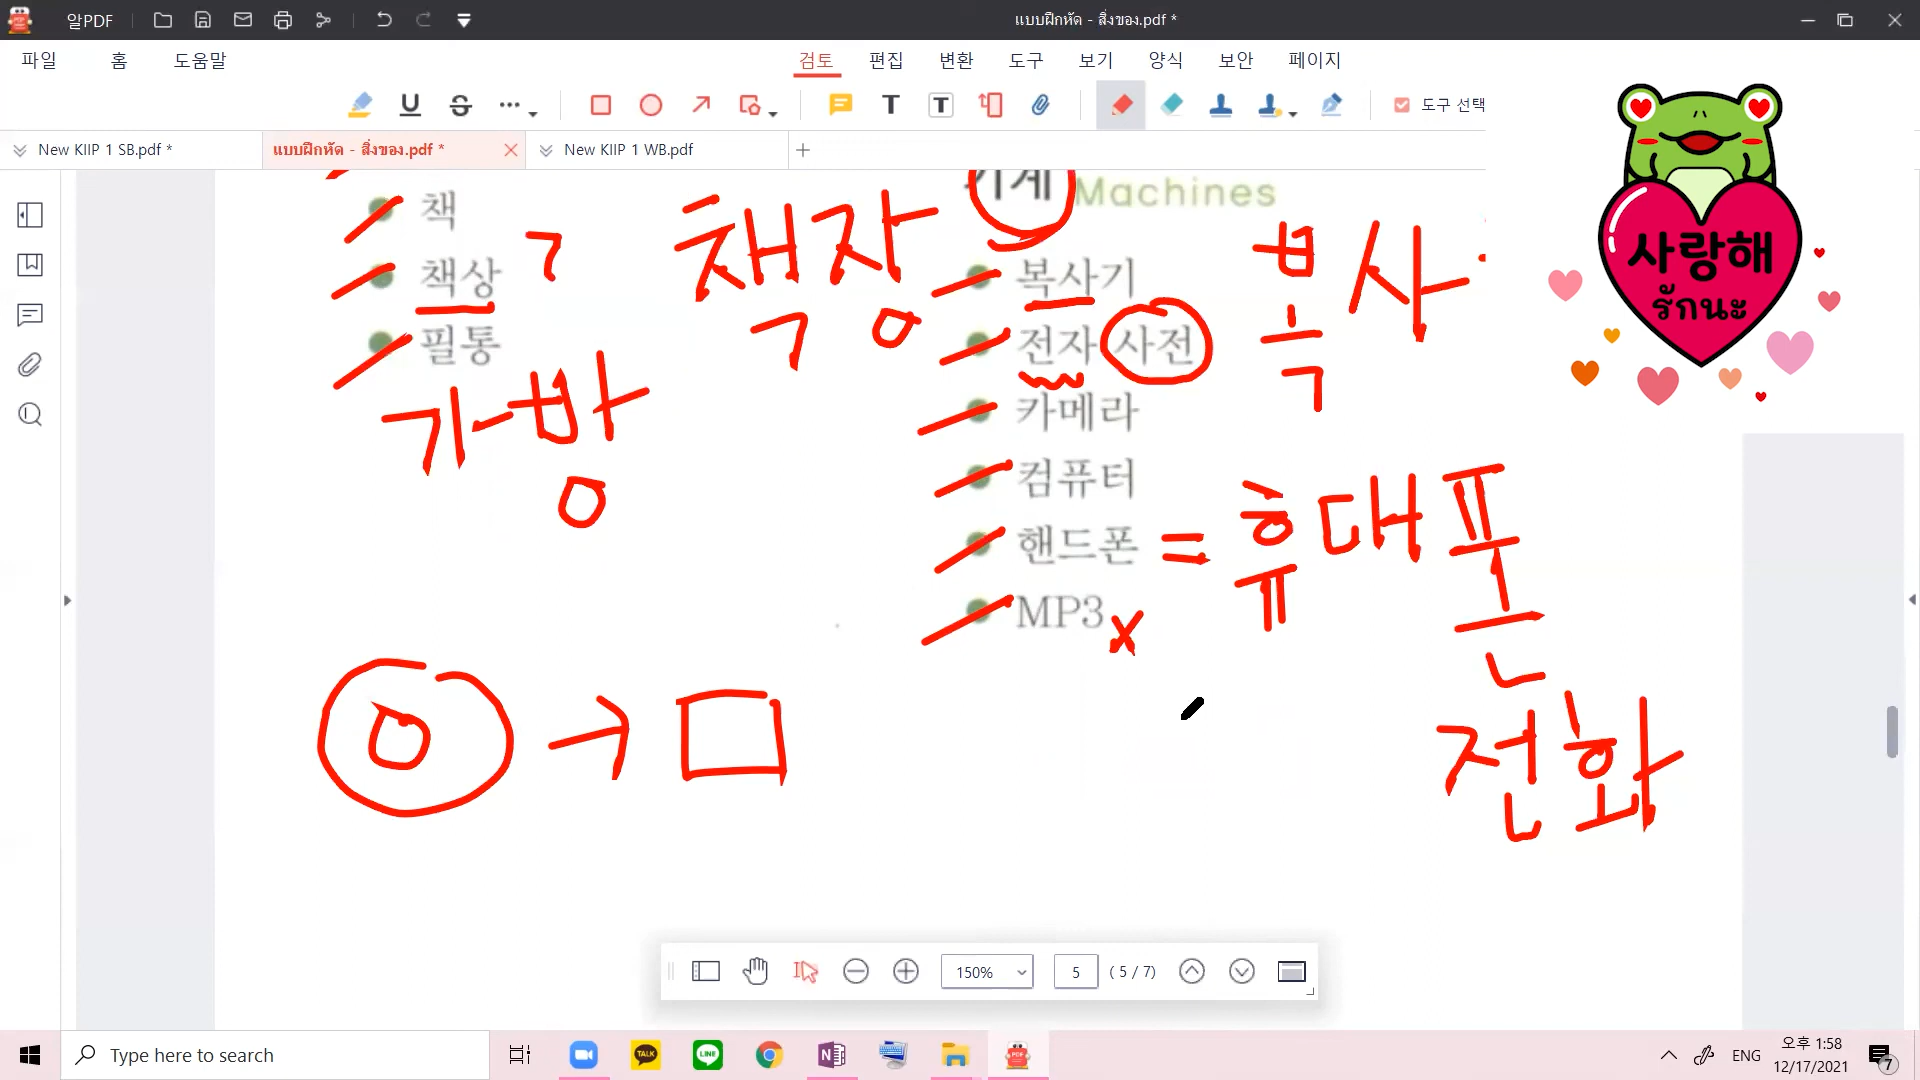 알PDF
แบบฝึกหัด - สิ่งของ.pdf *
파일 홈 도움말 검토 편집 변환 도구 보기 양식 보안 페이지
도구 선택
New KIIP 1 SB.pdf * แบบฝึกหัด - สิ่งของ.pdf * New KIIP 1 WB.pdf
사랑해
รักนะ
기계 Machines
책
책상 ㄱ
필통
책장
가방
복사기
전자 사전
카메라
컴퓨터
핸드폰 = 휴대폰
MP3 x
복사
전화
ㅇ → ㅁ
150% 5 ( 5 / 7 )
Type here to search
TALK
LINE
PDF
ENG
오후 1:58
12/17/2021
7